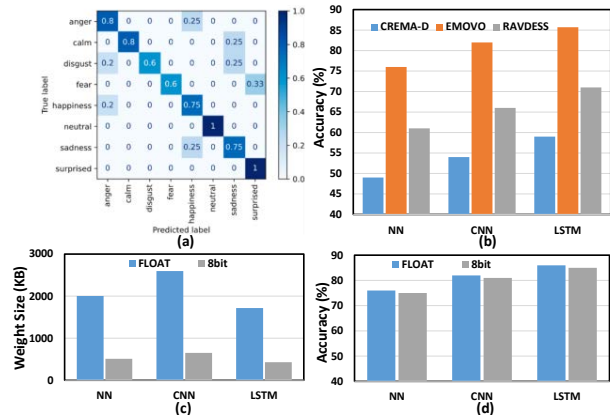 True label
anger 0.8 0 0 0 0.25 0 0 0
calm 0 0.8 0 0 0 0 0.25 0
disgust 0.2 0 0.6 0 0 0 0.25 0
fear 0 0 0 0.6 0 0 0 0.33
happiness 0.2 0 0 0 0.75 0 0 0
neutral 0 0 0 0 0 1 0 0
sadness 0 0 0 0 0.25 0 0.75 0
surprised 0 0 0 0 0 0 0 1
anger calm disgust fear happiness neutral sadness surprised
Predicted label
1.0
0.8
0.6
0.4
0.2
0.0
(a)
CREMA-D EMOVO RAVDESS
Accuracy (%)
90
85
80
75
70
65
60
55
50
45
40
NN CNN LSTM
(b)
FLOAT 8bit
Weight Size (KB)
3000
2000
1000
0
NN CNN LSTM
(c)
FLOAT 8bit
Accuracy (%)
90
80
70
60
50
40
NN CNN LSTM
(d)